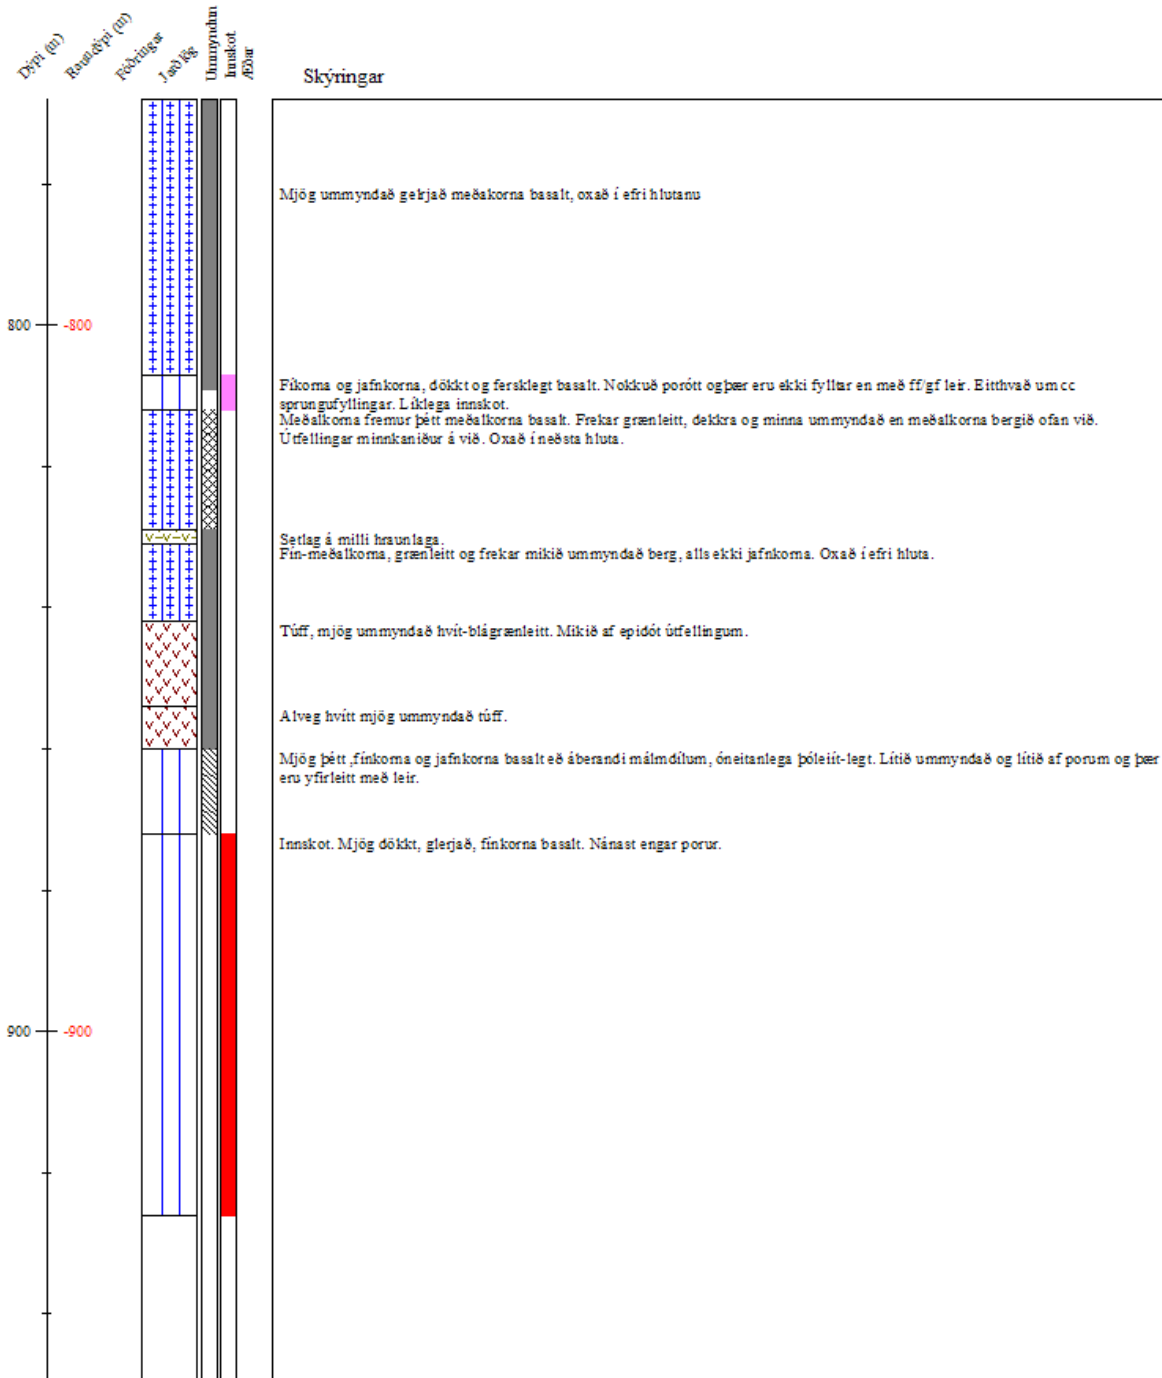 Dýpi (m)
Raundýpi (m)
Fóðringar
Jarðlög
Ummyndun
Innskot
Æðar
Skýringar
Mjög ummyndað gelrjað meðakorna basalt, oxað í efri hlutanu
800 -800
Fíkorna og jafnkorna, dökkt og fersklegt basalt. Nokkuð porótt ogþær eru ekki fylltar en með ff/gf leir. Eitthvað um cc
sprungufyllingar. Líklega innskot.
Meðalkorna fremur þétt meðalkorna basalt. Frekar grænleitt, dekkra og minna ummyndað en meðalkorna bergið ofan við.
Útfellingar minnkaniður á við. Oxað í neðsta hluta.
Setlag á milli hraunlaga.
Fín-meðalkorna, grænleitt og frekar mikið ummyndað berg, alls ekki jafnkorna. Oxað í efri hluta.
Túff, mjög ummyndað hvít-blágrænleitt. Mikið af epidót útfellingum.
Alveg hvítt mjög ummyndað túff.
Mjög þétt ,fínkorna og jafnkorna basalt eð áberandi málmdílum, óneitanlega þóleiít-legt. Lítið ummyndað og lítið af porum og þær
eru yfirleitt með leir.
Innskot. Mjög dökkt, glerjað, fínkorna basalt. Nánast engar porur.
900 -900